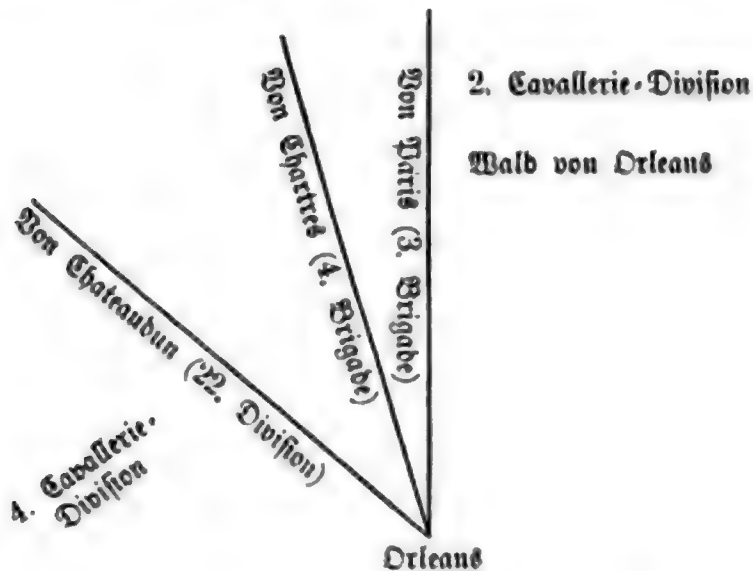 2. Cavallerie-Division
Wald von Orleans
Von Paris (3. Brigade)
Von Chartres (4. Brigade)
Von Chateaudun (22. Division)
4. Cavallerie-
Division
Orleans